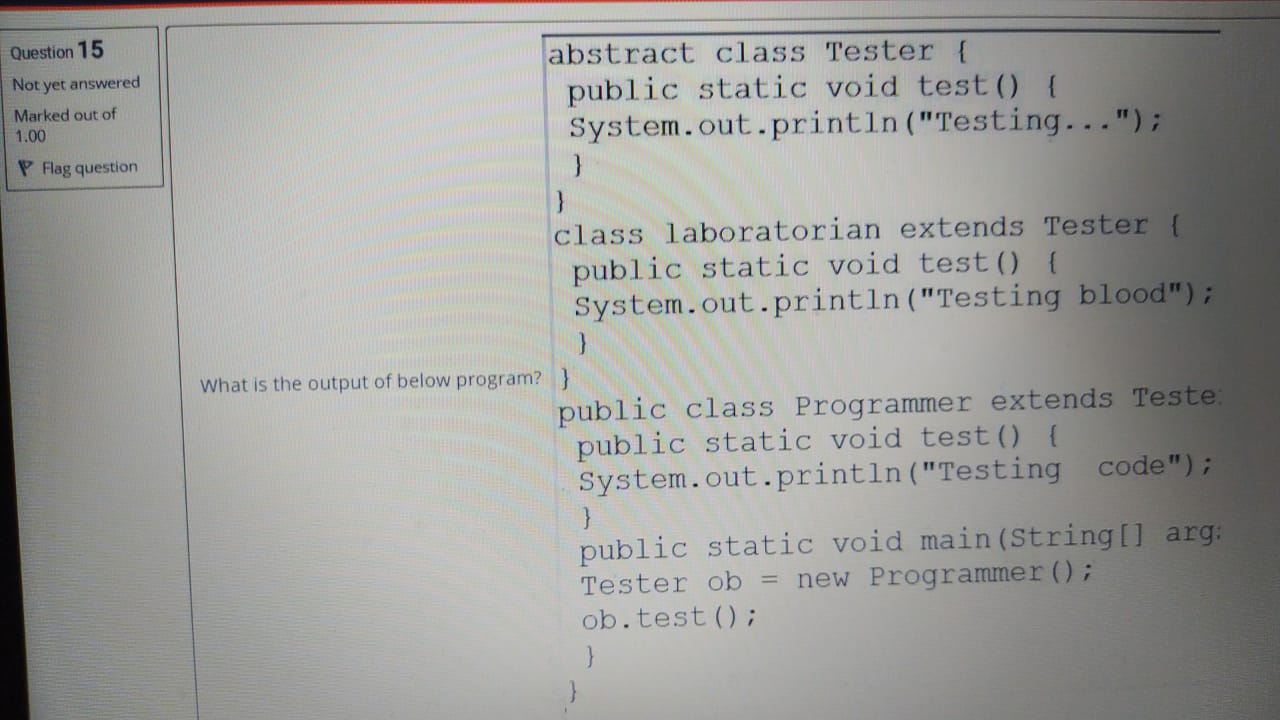 Question 15
Not yet answered
Marked out of
1.00
Flag question
What is the output of below program?
abstract class Tester {
public static void test() {
System.out.println("Testing...");
}
}
class laboratorian extends Tester {
public static void test() {
System.out.println("Testing blood");
}
}
public class Programmer extends Teste
public static void test() {
System.out.println("Testing  code");
}
public static void main(String[] arg
Tester ob = new Programmer();
ob.test();
}
}